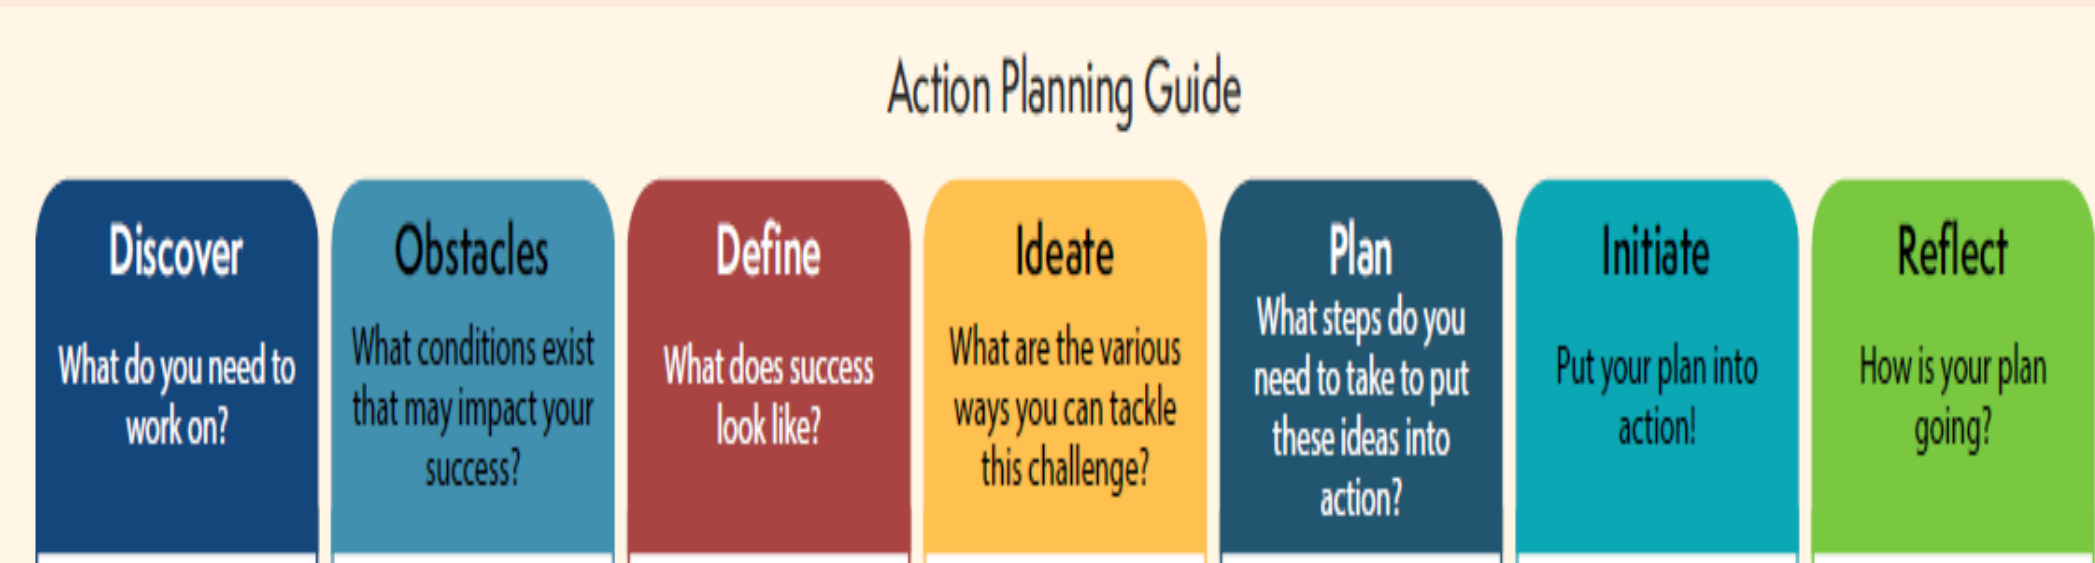 Action Planning Guide
Discover
What do you need to
work on?
Obstacles
What conditions exist
that may impact your
success?
Define
What does success
look like?
Ideate
What are the various
ways you can tackle
this challenge?
Plan
What steps do you
need to take to put
these ideas into
action?
Initiate
Put your plan into
action!
Reflect
How is your plan
going?